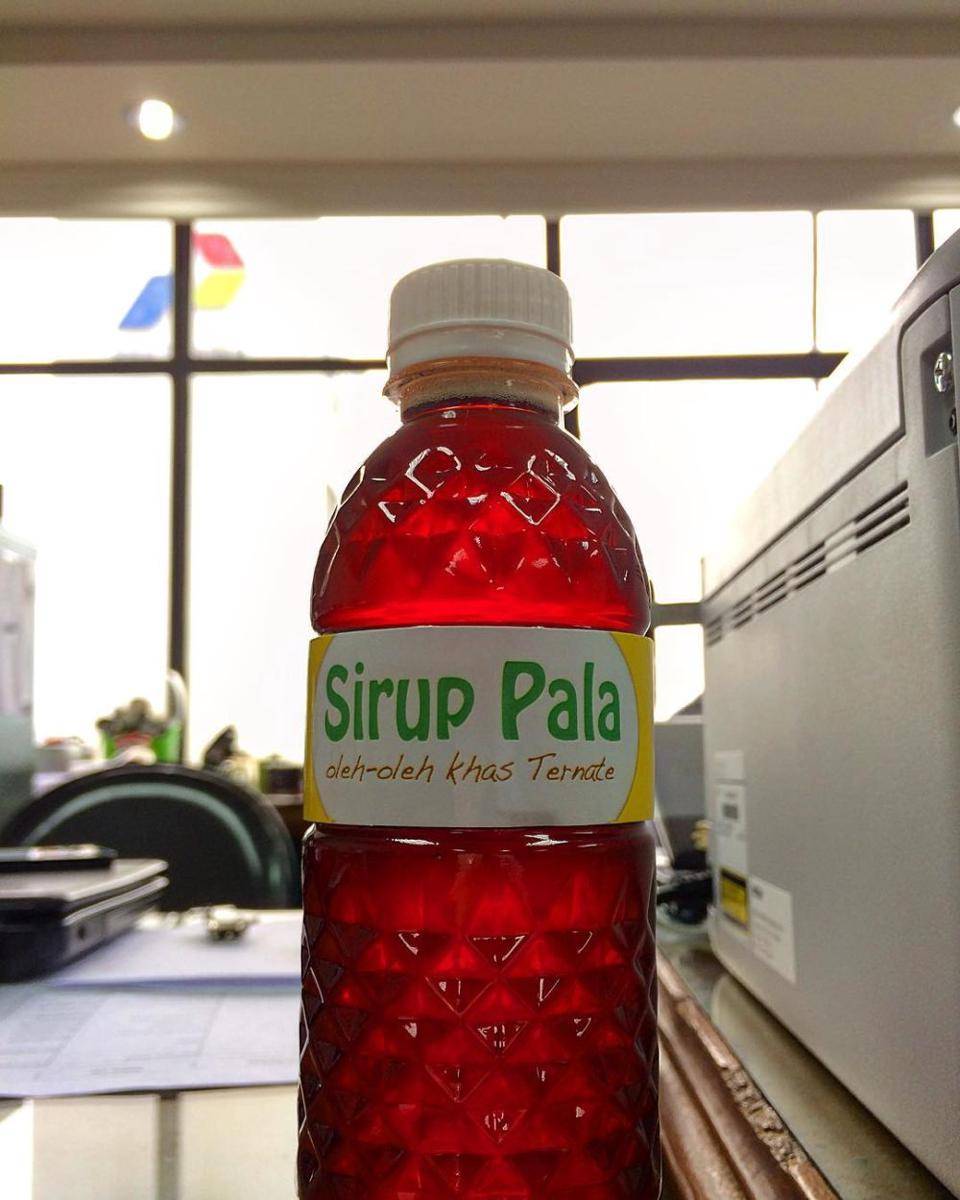 Sirup Pala
oleh-oleh khas Ternate